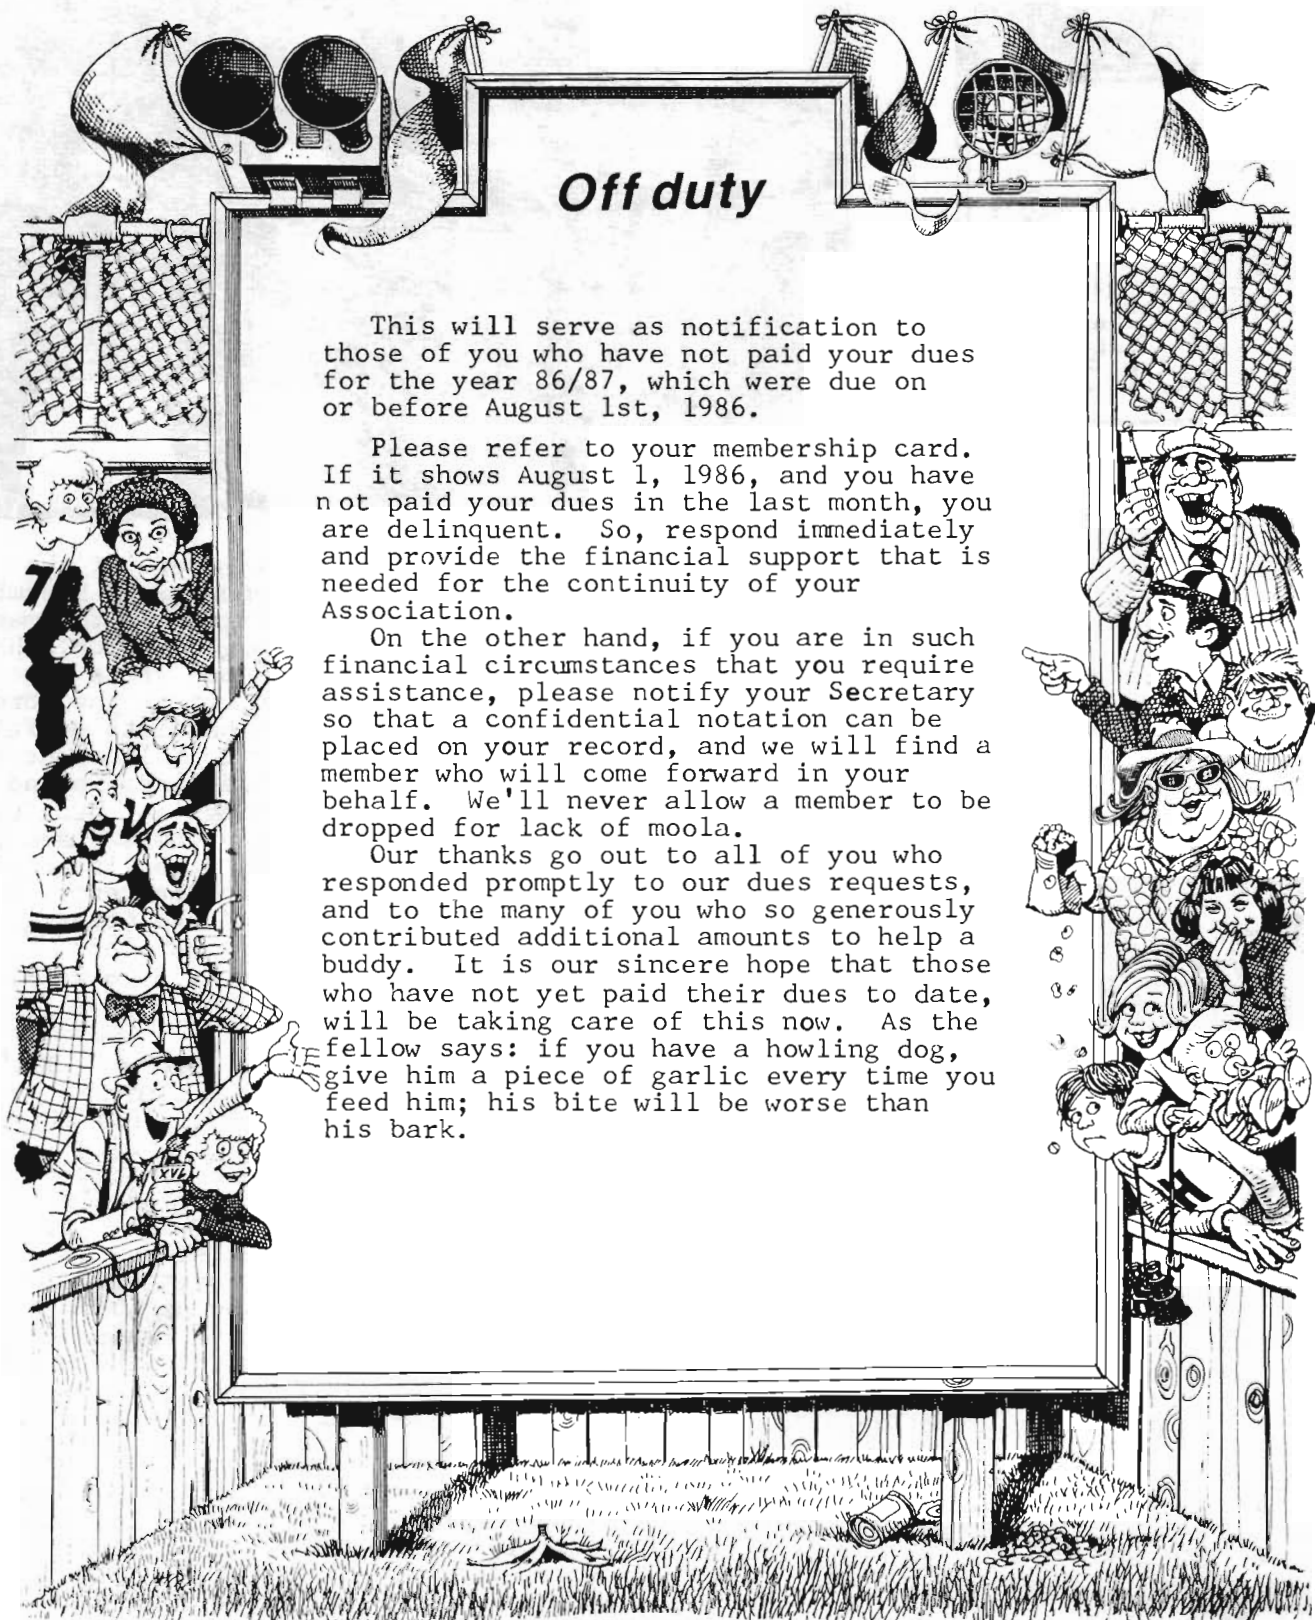 Off duty
This will serve as notification to
those of you who have not paid your dues
for the year 86/87, which were due on
or before August 1st, 1986.
Please refer to your membership card.
If it shows August 1, 1986, and you have
not paid your dues in the last month, you
are delinquent. So, respond immediately
and provide the financial support that is
needed for the continuity of your
Association.
On the other hand, if you are in such
financial circumstances that you require
assistance, please notify your Secretary
so that a confidential notation can be
placed on your record, and we will find a
member who will come forward in your
behalf. We'll never allow a member to be
dropped for lack of moola.
Our thanks go out to all of you who
responded promptly to our dues requests,
and to the many of you who so generously
contributed additional amounts to help a
buddy. It is our sincere hope that those
who have not yet paid their dues to date,
will be taking care of this now. As the
fellow says: if you have a howling dog,
give him a piece of garlic every time you
feed him; his bite will be worse than
his bark.
7
XVL
H